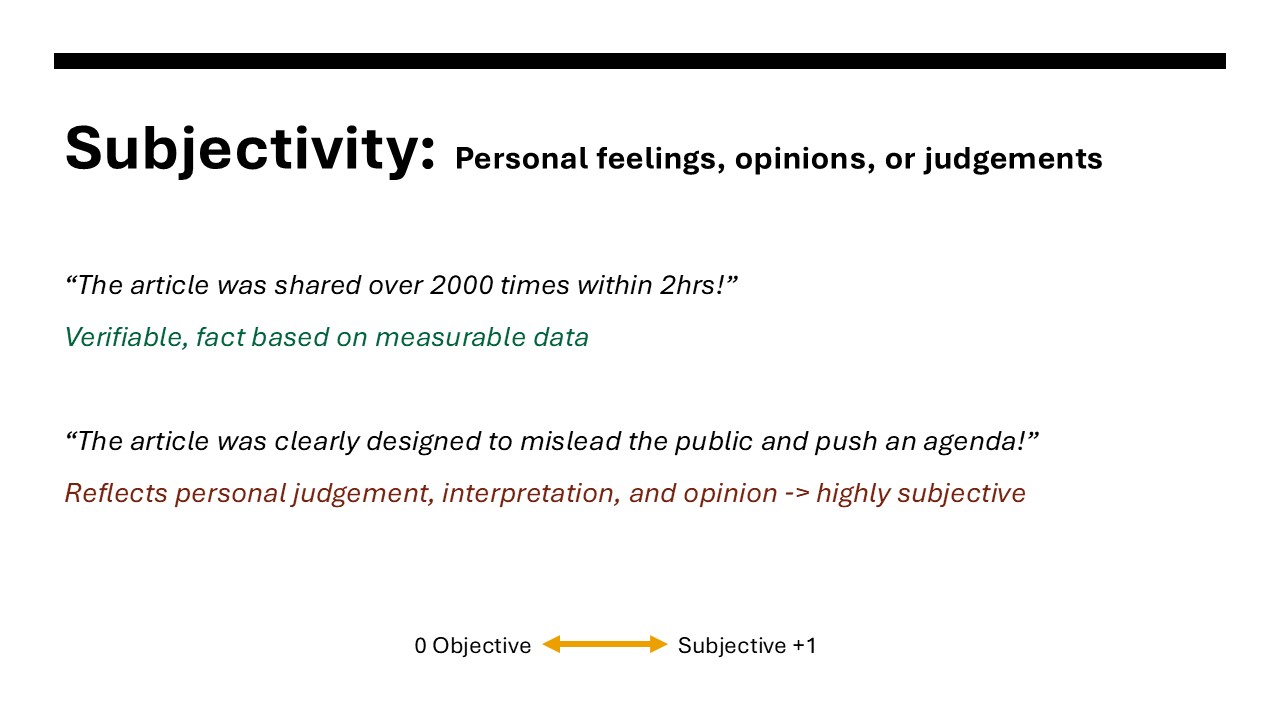 Subjectivity: Personal feelings, opinions, or judgements
“The article was shared over 2000 times within 2hrs!”
Verifiable, fact based on measurable data
“The article was clearly designed to mislead the public and push an agenda!”
Reflects personal judgement, interpretation, and opinion -> highly subjective
0 Objective Subjective +1